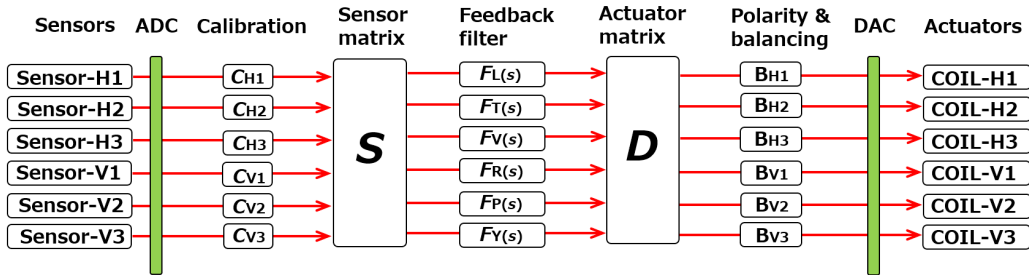 Sensors
ADC
Calibration
Sensor
matrix
Feedback
filter
Actuator
matrix
Polarity &
balancing
DAC
Actuators
Sensor-H1
CH1
FL(s)
BH1
COIL-H1
Sensor-H2
CH2
FT(s)
BH2
COIL-H2
Sensor-H3
CH3
FV(s)
BH3
COIL-H3
S
D
Sensor-V1
CV1
FR(s)
BV1
COIL-V1
Sensor-V2
CV2
FP(s)
BV2
COIL-V2
Sensor-V3
CV3
FY(s)
BV3
COIL-V3